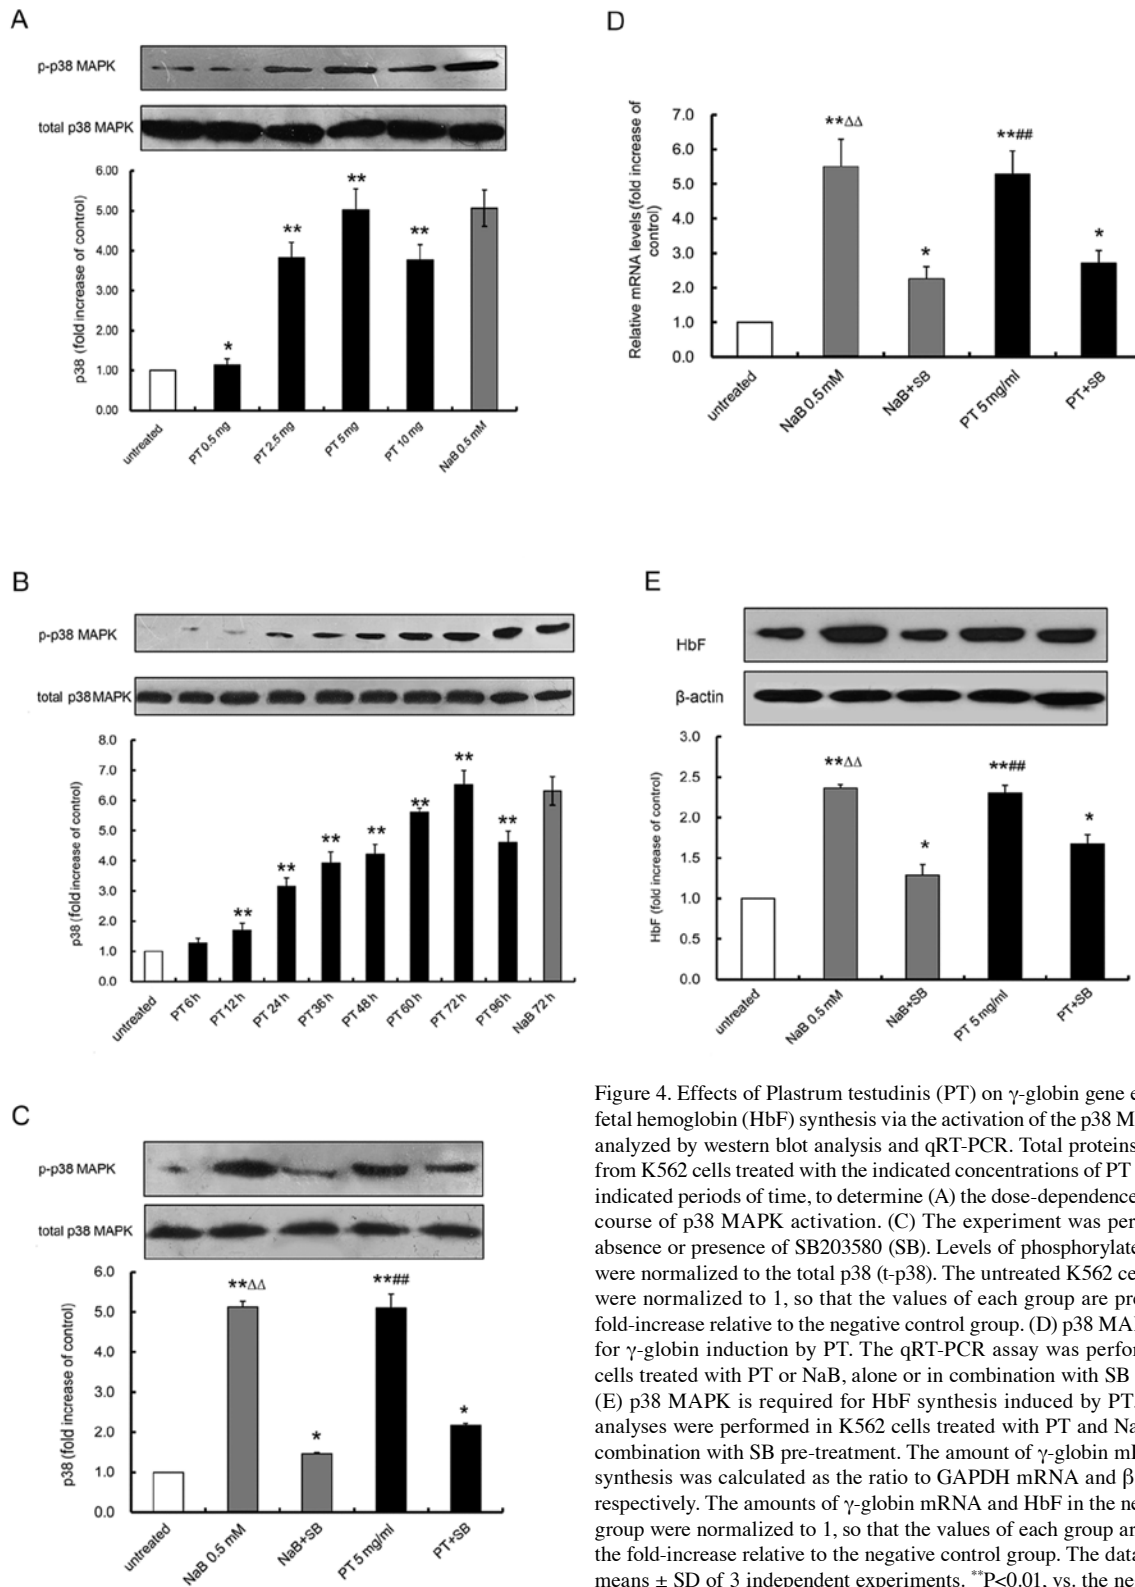 A
p-p38 MAPK
total p38 MAPK
p38 (fold increase of control)
6.00
5.00
4.00
3.00
2.00
1.00
0.00
*
**
**
**
untreated
PT 0.5 mg
PT 2.5 mg
PT 5 mg
PT 10 mg
NaB 0.5 mM
D
Relative mRNA levels (fold increase of
control)
7.0
6.0
5.0
4.0
3.0
2.0
1.0
0.0
**ΔΔ
*
**##
*
untreated
NaB 0.5 mM
NaB+SB
PT 5 mg/ml
PT+SB
B
p-p38 MAPK
total p38 MAPK
p38 (fold increase of control)
8.0
7.0
6.0
5.0
4.0
3.0
2.0
1.0
0.0
**
**
**
**
**
**
**
untreated
PT 6 h
PT 12 h
PT 24 h
PT 36 h
PT 48 h
PT 60 h
PT 72 h
PT 96 h
NaB 72 h
E
HbF
β-actin
HbF (fold increase of control)
3.0
2.5
2.0
1.5
1.0
0.5
0.0
**ΔΔ
*
**##
*
untreated
NaB 0.5 mM
NaB+SB
PT 5 mg/ml
PT+SB
C
p-p38 MAPK
total p38 MAPK
p38 (fold increase of control)
6.0
5.0
4.0
3.0
2.0
1.0
0.0
**ΔΔ
*
**##
*
untreated
NaB 0.5 mM
NaB+SB
PT 5 mg/ml
PT+SB
Figure 4. Effects of Plastrum testudinis (PT) on γ-globin gene e
fetal hemoglobin (HbF) synthesis via the activation of the p38 M
analyzed by western blot analysis and qRT-PCR. Total proteins
from K562 cells treated with the indicated concentrations of PT
indicated periods of time, to determine (A) the dose-dependence
course of p38 MAPK activation. (C) The experiment was per
absence or presence of SB203580 (SB). Levels of phosphorylate
were normalized to the total p38 (t-p38). The untreated K562 ce
were normalized to 1, so that the values of each group are pre
fold-increase relative to the negative control group. (D) p38 MA
for γ-globin induction by PT. The qRT-PCR assay was perfor
cells treated with PT or NaB, alone or in combination with SB
(E) p38 MAPK is required for HbF synthesis induced by PT.
analyses were performed in K562 cells treated with PT and Na
combination with SB pre-treatment. The amount of γ-globin ml
synthesis was calculated as the ratio to GAPDH mRNA and β
respectively. The amounts of γ-globin mRNA and HbF in the ne
group were normalized to 1, so that the values of each group ar
the fold-increase relative to the negative control group. The data
means ± SD of 3 independent experiments. **P<0.01, vs. the ne